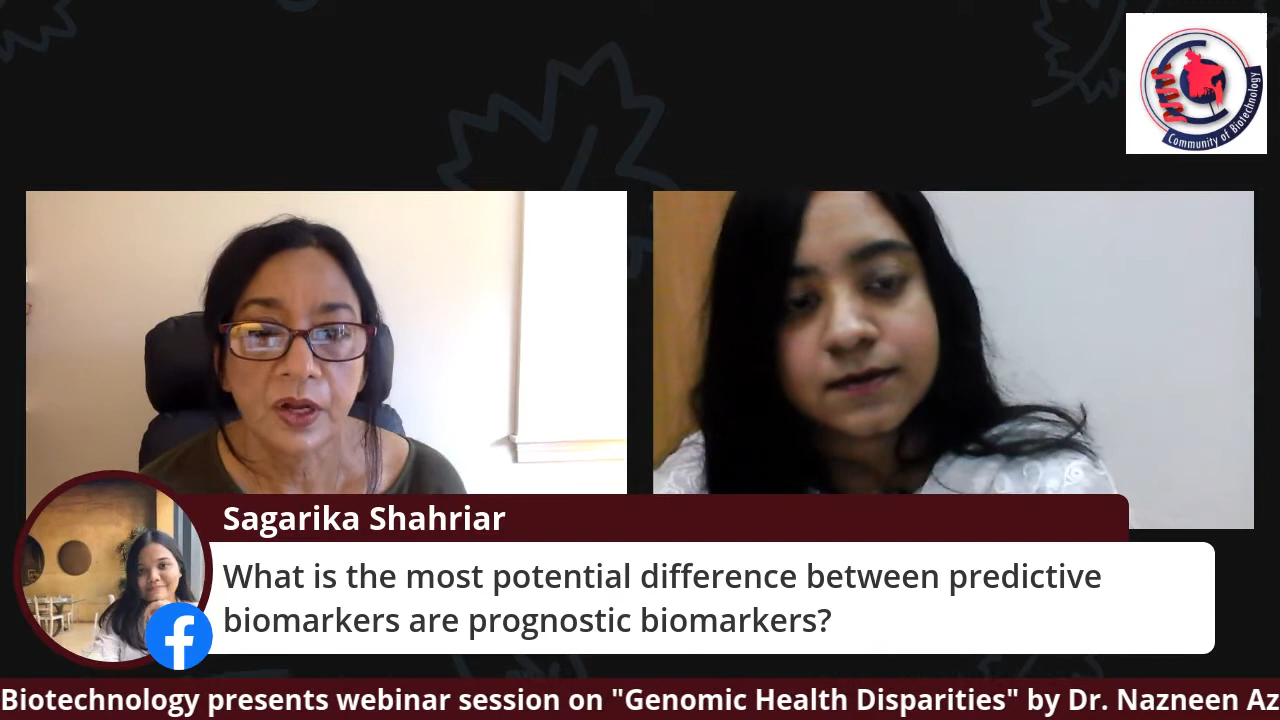 Community of Biotechnology
Sagarika Shahriar
What is the most potential difference between predictive
biomarkers are prognostic biomarkers?
Biotechnology presents webinar session on "Genomic Health Disparities" by Dr. Nazneen Az